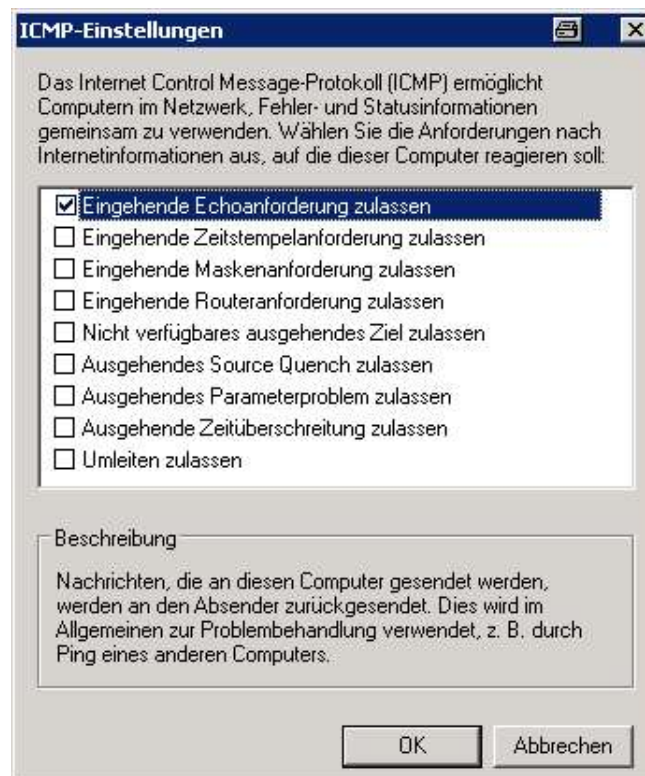 ICMP-Einstellungen
Das Internet Control Message-Protokoll (ICMP) ermöglicht
Computern im Netzwerk, Fehler- und Statusinformationen
gemeinsam zu verwenden. Wählen Sie die Anforderungen nach
Internetinformationen aus, auf die dieser Computer reagieren soll:
Eingehende Echoanforderung zulassen
Eingehende Zeitstempelanforderung zulassen
Eingehende Maskenanforderung zulassen
Eingehende Routeranforderung zulassen
Nicht verfügbares ausgehendes Ziel zulassen
Ausgehendes Source Quench zulassen
Ausgehendes Parameterproblem zulassen
Ausgehende Zeitüberschreitung zulassen
Umleiten zulassen
Beschreibung
Nachrichten, die an diesen Computer gesendet werden,
werden an den Absender zurückgesendet. Dies wird im
Allgemeinen zur Problembehandlung verwendet, z. B. durch
Ping eines anderen Computers.
OK
Abbrechen